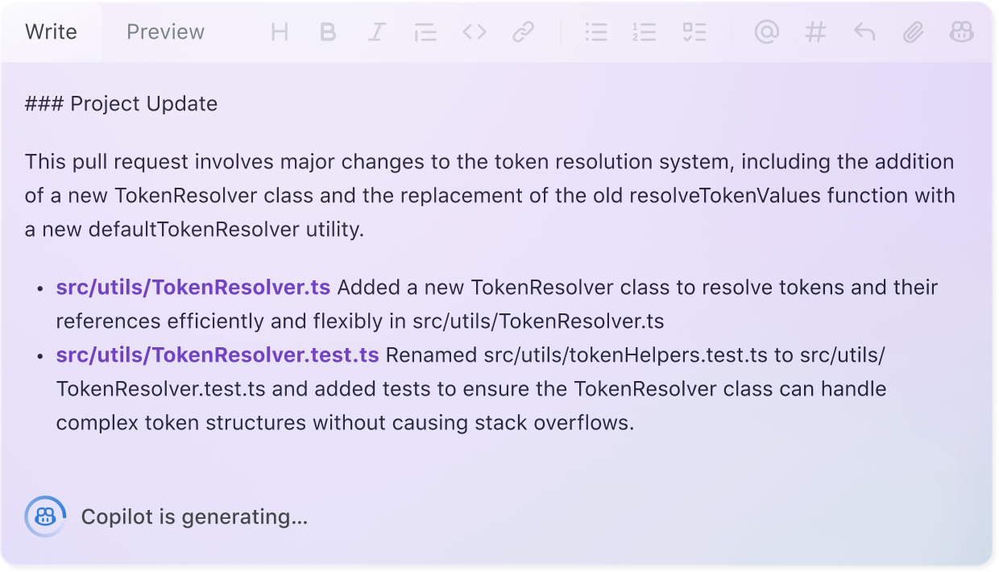 Write Preview
### Project Update
This pull request involves major changes to the token resolution system, including the addition
of a new TokenResolver class and the replacement of the old resolveTokenValues function with
a new defaultTokenResolver utility.
• src/utils/TokenResolver.ts Added a new TokenResolver class to resolve tokens and their
references efficiently and flexibly in src/utils/TokenResolver.ts
• src/utils/TokenResolver.test.ts Renamed src/utils/tokenHelpers.test.ts to src/utils/
TokenResolver.test.ts and added tests to ensure the TokenResolver class can handle
complex token structures without causing stack overflows.
Copilot is generating...